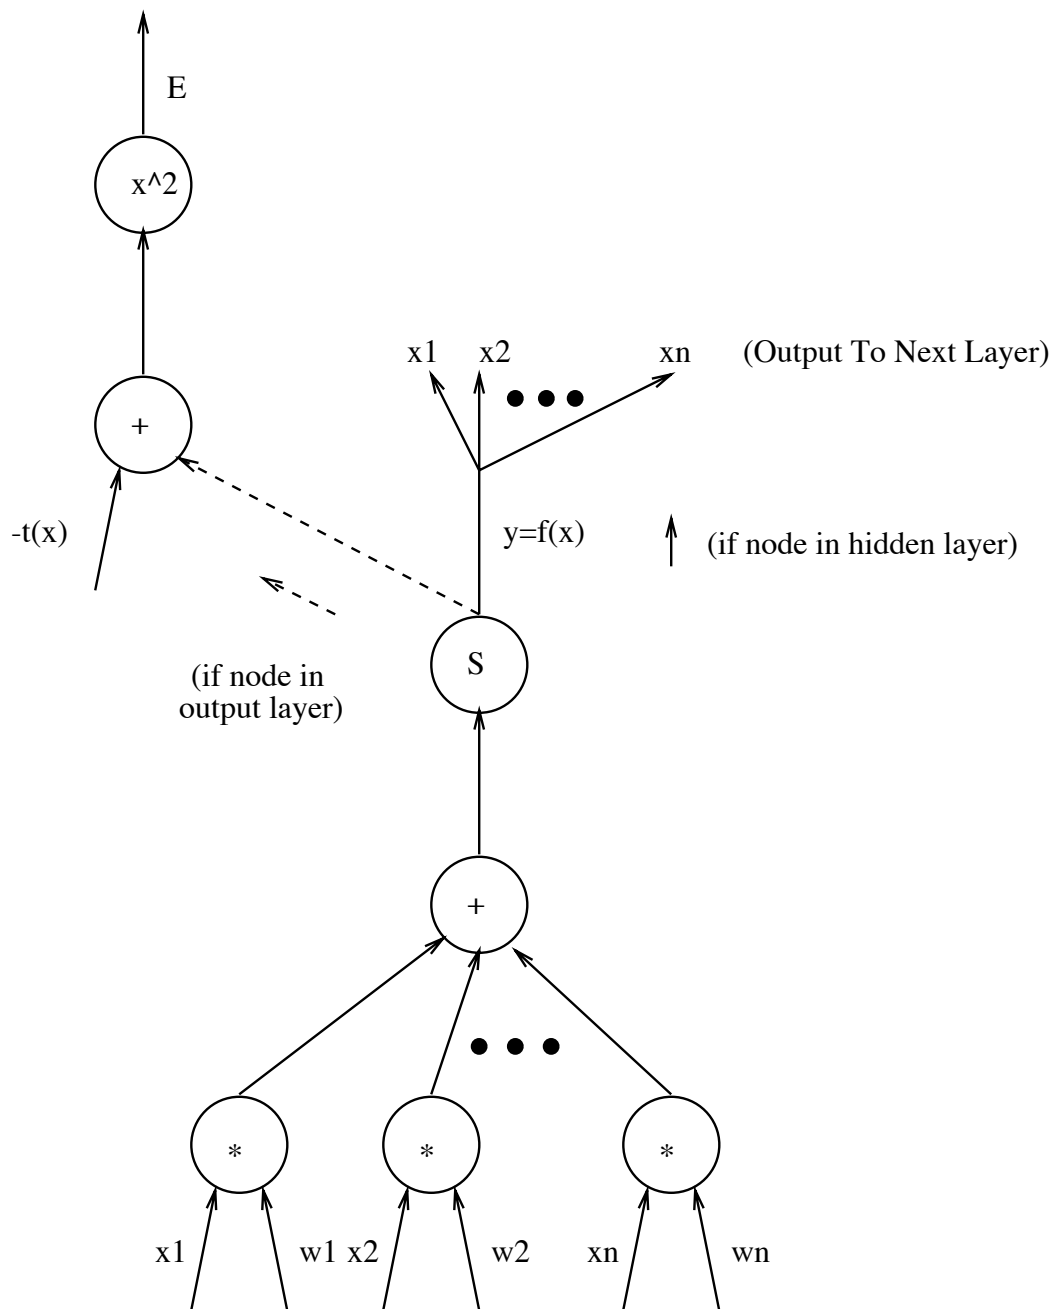 E
x^2
x1 x2 xn (Output To Next Layer)
+
-t(x)
y=f(x)
(if node in hidden layer)
S
(if node in
output layer)
+
* * *
x1 w1 x2 w2 xn wn